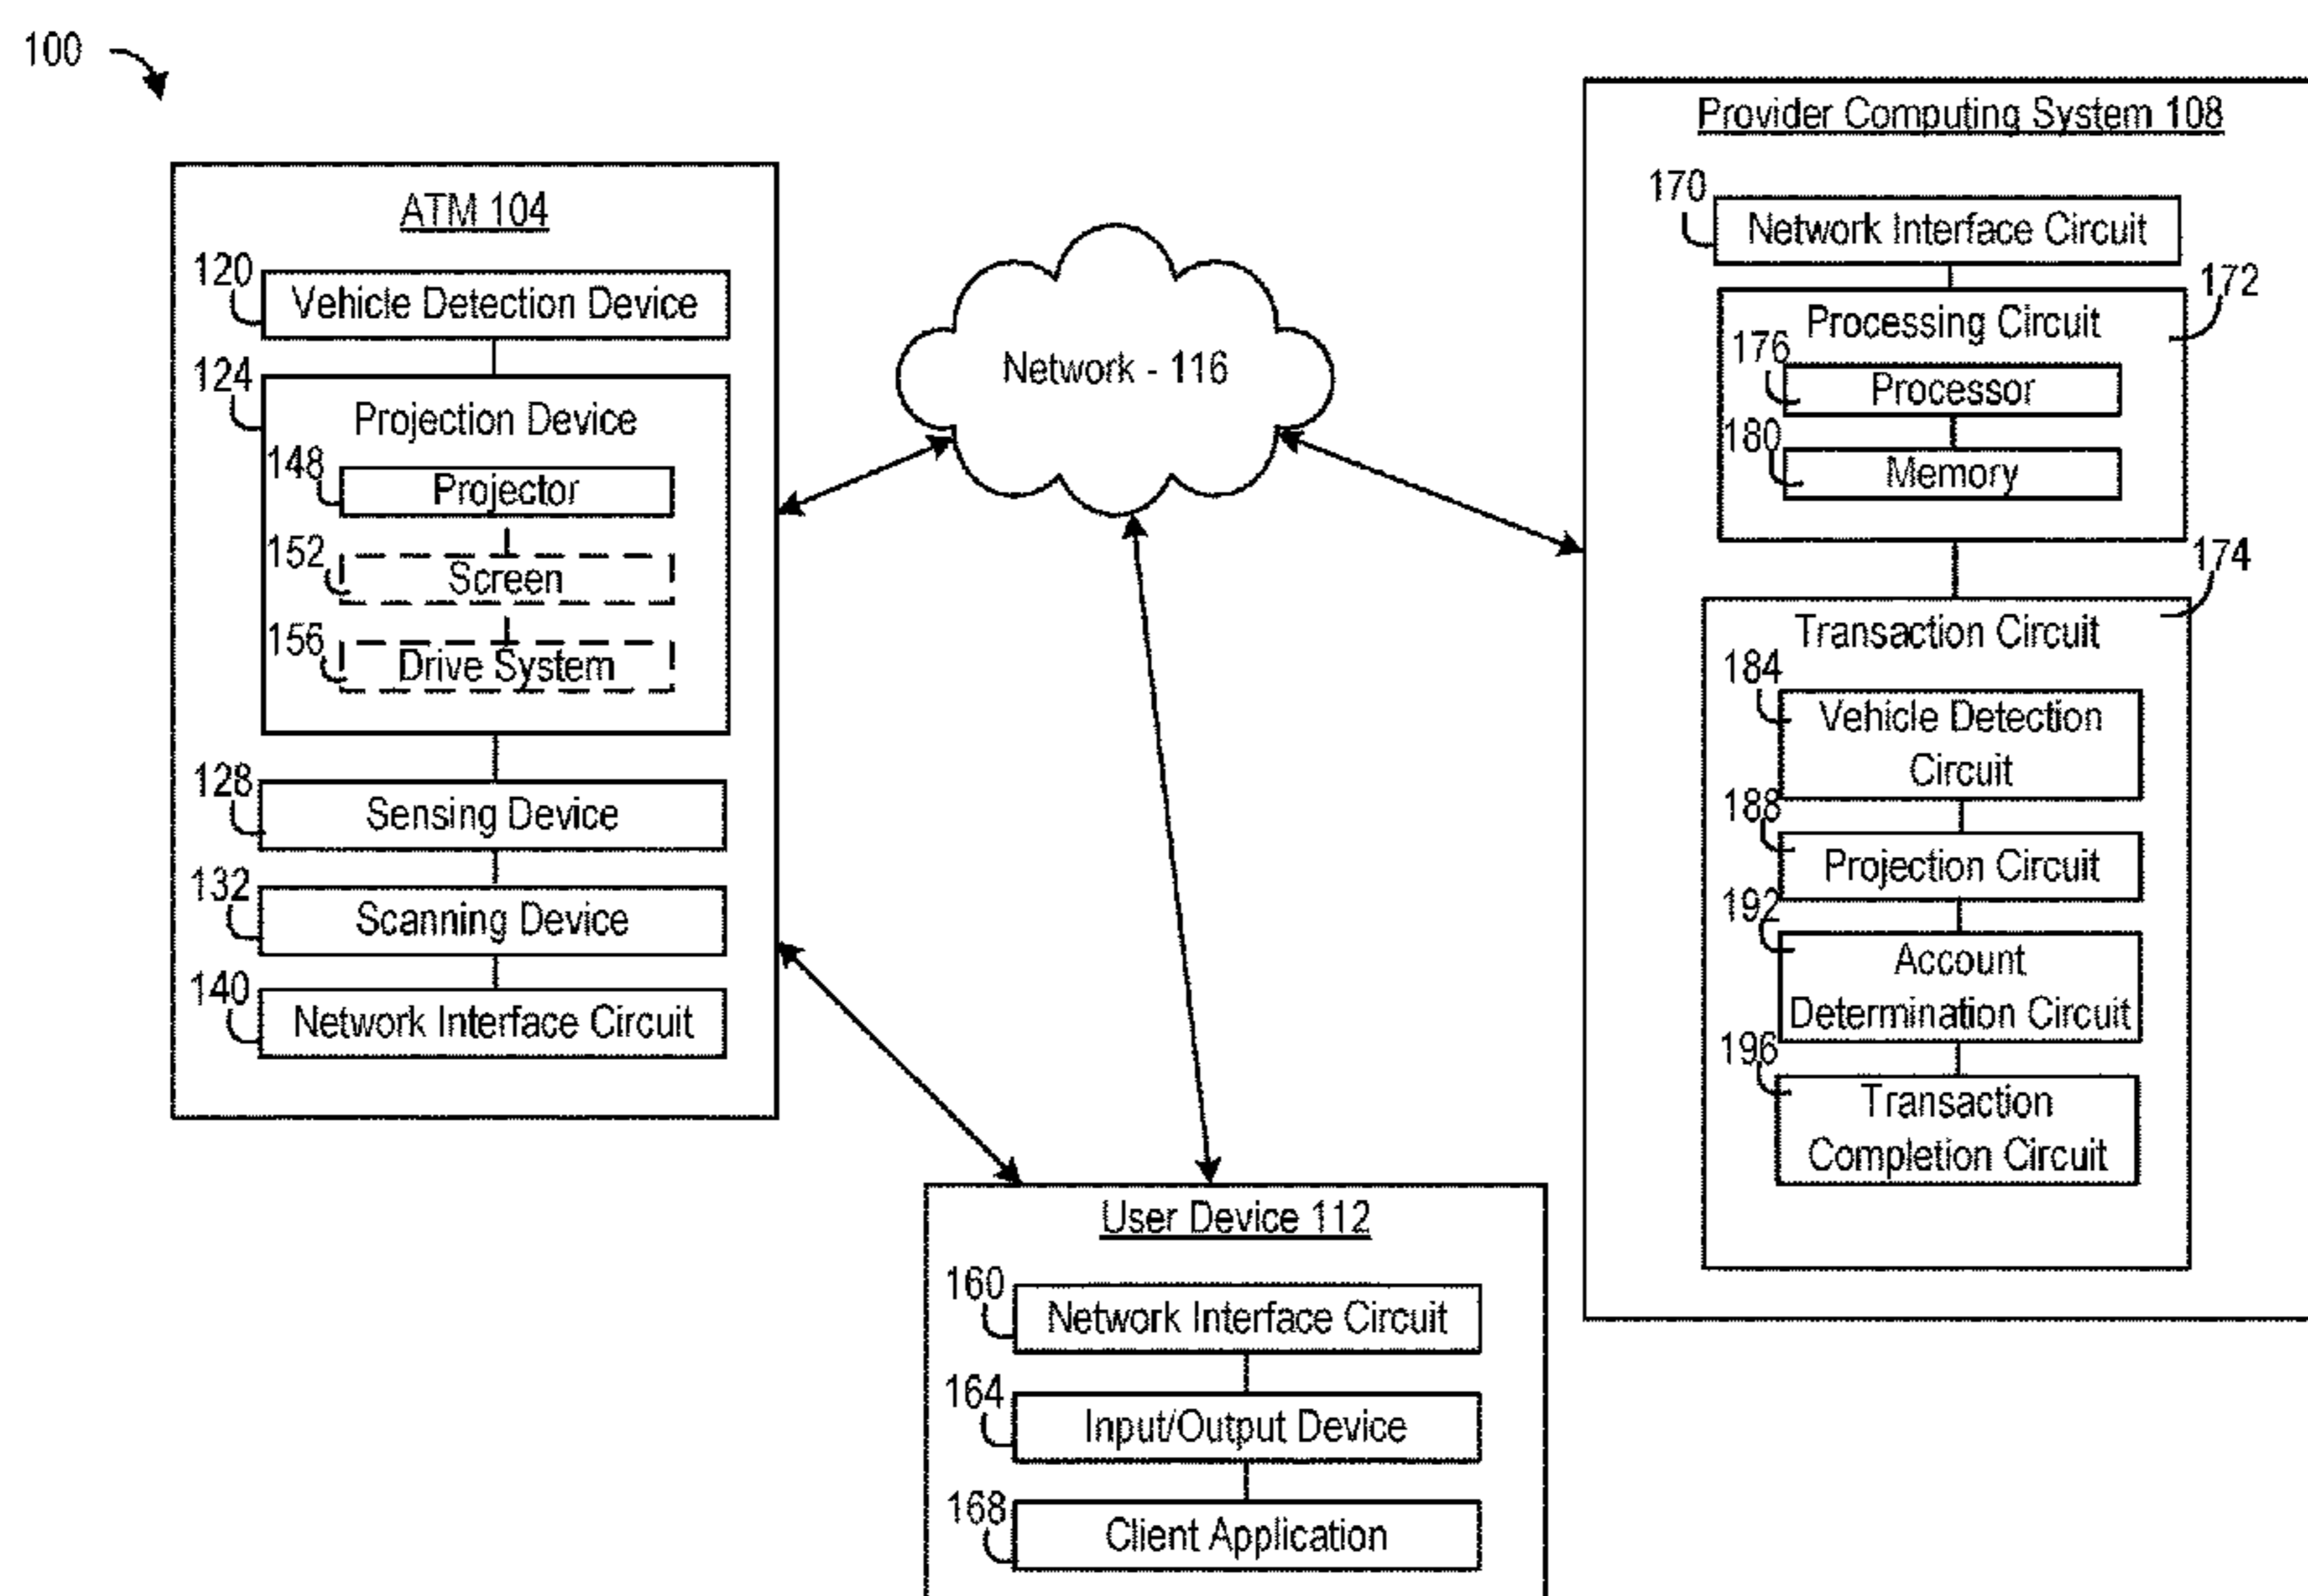 100
ATM 104
120
Vehicle Detection Device
124
Projection Device
148
Projector
152
Screen
156
Drive System
128
Sensing Device
132
Scanning Device
140
Network Interface Circuit
Network - 116
User Device 112
160
Network Interface Circuit
164
Input/Output Device
168
Client Application
Provider Computing System 108
170
Network Interface Circuit
172
Processing Circuit
176
Processor
180
Memory
174
Transaction Circuit
184
Vehicle Detection
Circuit
188
Projection Circuit
192
Account
Determination Circuit
196
Transaction
Completion Circuit